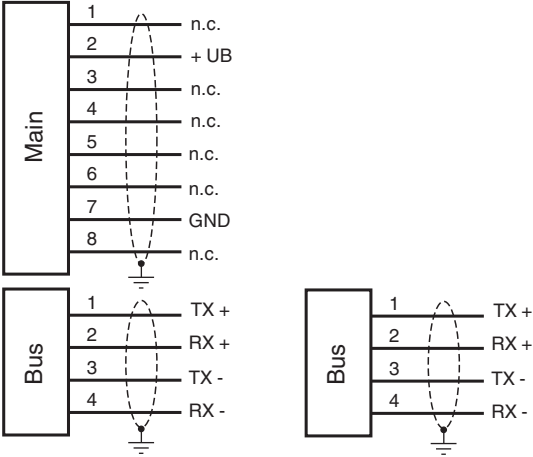 Main
1 n.c.
2 + UB
3 n.c.
4 n.c.
5 n.c.
6 n.c.
7 GND
8 n.c.
Bus
1 TX +
2 RX +
3 TX -
4 RX -
Bus
1 TX +
2 RX +
3 TX -
4 RX -